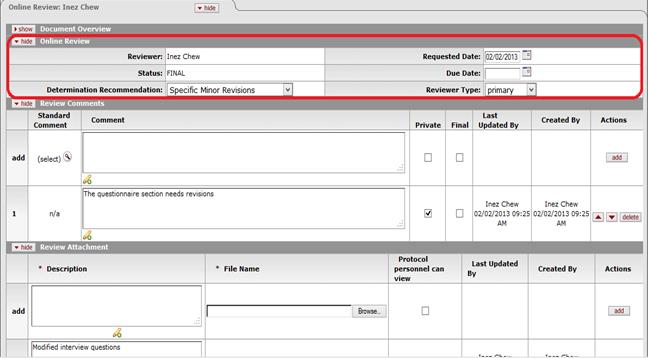 Online Review: Inez Chew
hide
show Document Overview
hide Online Review
Reviewer: Inez Chew Requested Date: 02/02/2013
Status: FINAL Due Date:
Determination Recommendation: Specific Minor Revisions Reviewer Type: primary
hide Review Comments
Standard Comment Comment Private Final Last Updated By Created By Actions
add (select) add
1 n/a The questionnaire section needs revisions Inez Chew 02/02/2013 09:25 AM Inez Chew 02/02/2013 09:25 AM delete
hide Review Attachment
* Description * File Name Protocol personnel can view Last Updated By Created By Actions
add Browse.. add
Modified interview questions
Inez Chew Inez Chew